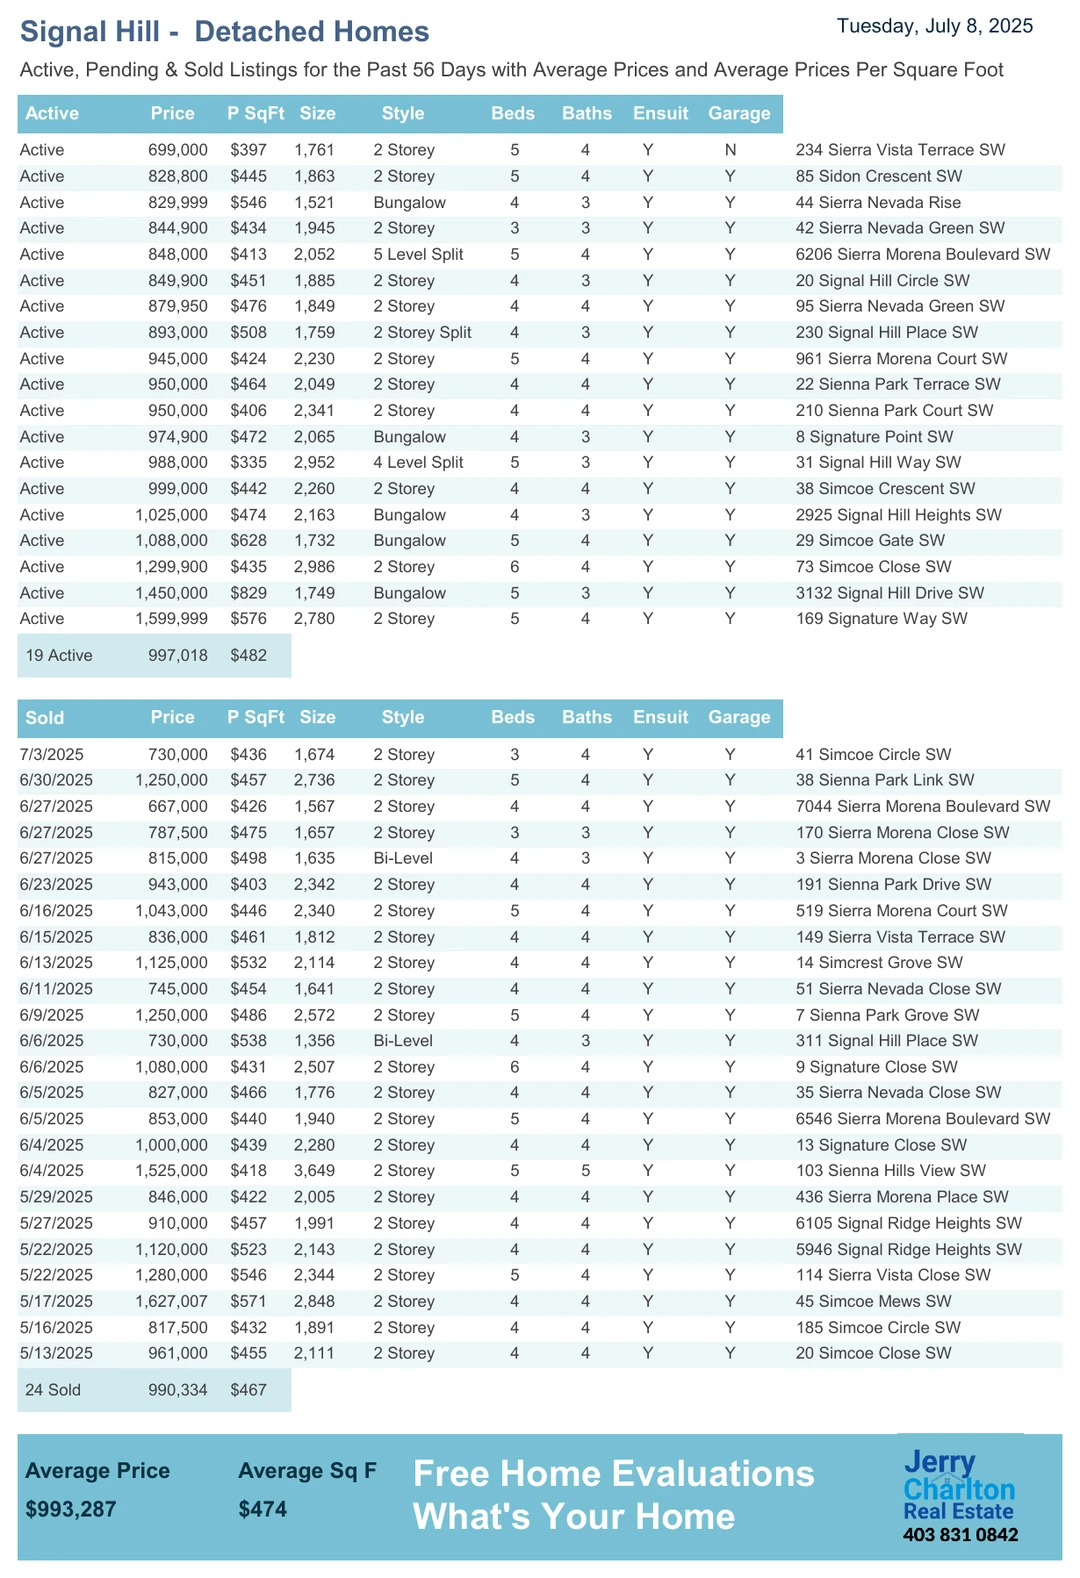 Signal Hill -  Detached Homes
Tuesday, July 8, 2025
Active, Pending & Sold Listings for the Past 56 Days with Average Prices and Average Prices Per Square Foot
Active Price P SqFt Size Style Beds Baths Ensuit Garage
Active 699,000 $397 1,761 2 Storey 5 4 Y N 234 Sierra Vista Terrace SW
Active 828,800 $445 1,863 2 Storey 5 4 Y Y 85 Sidon Crescent SW
Active 829,999 $546 1,521 Bungalow 4 3 Y Y 44 Sierra Nevada Rise
Active 844,900 $434 1,945 2 Storey 3 3 Y Y 42 Sierra Nevada Green SW
Active 848,000 $413 2,052 5 Level Split 5 4 Y Y 6206 Sierra Morena Boulevard SW
Active 849,900 $451 1,885 2 Storey 4 3 Y Y 20 Signal Hill Circle SW
Active 879,950 $476 1,849 2 Storey 4 4 Y Y 95 Sierra Nevada Green SW
Active 893,000 $508 1,759 2 Storey Split 4 3 Y Y 230 Signal Hill Place SW
Active 945,000 $424 2,230 2 Storey 5 4 Y Y 961 Sierra Morena Court SW
Active 950,000 $464 2,049 2 Storey 4 4 Y Y 22 Sienna Park Terrace SW
Active 950,000 $406 2,341 2 Storey 4 4 Y Y 210 Sienna Park Court SW
Active 974,900 $472 2,065 Bungalow 4 3 Y Y 8 Signature Point SW
Active 988,000 $335 2,952 4 Level Split 5 3 Y Y 31 Signal Hill Way SW
Active 999,000 $442 2,260 2 Storey 4 4 Y Y 38 Simcoe Crescent SW
Active 1,025,000 $474 2,163 Bungalow 4 3 Y Y 2925 Signal Hill Heights SW
Active 1,088,000 $628 1,732 Bungalow 5 4 Y Y 29 Simcoe Gate SW
Active 1,299,900 $435 2,986 2 Storey 6 4 Y Y 73 Simcoe Close SW
Active 1,450,000 $829 1,749 Bungalow 5 3 Y Y 3132 Signal Hill Drive SW
Active 1,599,999 $576 2,780 2 Storey 5 4 Y Y 169 Signature Way SW
19 Active 997,018 $482
Sold Price P SqFt Size Style Beds Baths Ensuit Garage
7/3/2025 730,000 $436 1,674 2 Storey 3 4 Y Y 41 Simcoe Circle SW
6/30/2025 1,250,000 $457 2,736 2 Storey 5 4 Y Y 38 Sienna Park Link SW
6/27/2025 667,000 $426 1,567 2 Storey 4 4 Y Y 7044 Sierra Morena Boulevard SW
6/27/2025 787,500 $475 1,657 2 Storey 3 3 Y Y 170 Sierra Morena Close SW
6/27/2025 815,000 $498 1,635 Bi-Level 4 3 Y Y 3 Sierra Morena Close SW
6/23/2025 943,000 $403 2,342 2 Storey 4 4 Y Y 191 Sienna Park Drive SW
6/16/2025 1,043,000 $446 2,340 2 Storey 5 4 Y Y 519 Sierra Morena Court SW
6/15/2025 836,000 $461 1,812 2 Storey 4 4 Y Y 149 Sierra Vista Terrace SW
6/13/2025 1,125,000 $532 2,114 2 Storey 4 4 Y Y 14 Simcrest Grove SW
6/11/2025 745,000 $454 1,641 2 Storey 4 4 Y Y 51 Sierra Nevada Close SW
6/9/2025 1,250,000 $486 2,572 2 Storey 5 4 Y Y 7 Sienna Park Grove SW
6/6/2025 730,000 $538 1,356 Bi-Level 4 3 Y Y 311 Signal Hill Place SW
6/6/2025 1,080,000 $431 2,507 2 Storey 6 4 Y Y 9 Signature Close SW
6/5/2025 827,000 $466 1,776 2 Storey 4 4 Y Y 35 Sierra Nevada Close SW
6/5/2025 853,000 $440 1,940 2 Storey 5 4 Y Y 6546 Sierra Morena Boulevard SW
6/4/2025 1,000,000 $439 2,280 2 Storey 4 4 Y Y 13 Signature Close SW
6/4/2025 1,525,000 $418 3,649 2 Storey 5 5 Y Y 103 Sienna Hills View SW
5/29/2025 846,000 $422 2,005 2 Storey 4 4 Y Y 436 Sierra Morena Place SW
5/27/2025 910,000 $457 1,991 2 Storey 4 4 Y Y 6105 Signal Ridge Heights SW
5/22/2025 1,120,000 $523 2,143 2 Storey 4 4 Y Y 5946 Signal Ridge Heights SW
5/22/2025 1,280,000 $546 2,344 2 Storey 5 4 Y Y 114 Sierra Vista Close SW
5/17/2025 1,627,007 $571 2,848 2 Storey 4 4 Y Y 45 Simcoe Mews SW
5/16/2025 817,500 $432 1,891 2 Storey 4 4 Y Y 185 Simcoe Circle SW
5/13/2025 961,000 $455 2,111 2 Storey 4 4 Y Y 20 Simcoe Close SW
24 Sold 990,334 $467
Average Price Average Sq F
$993,287 $474
Free Home Evaluations
What's Your Home
Jerry
Charlton
Real Estate
403 831 0842